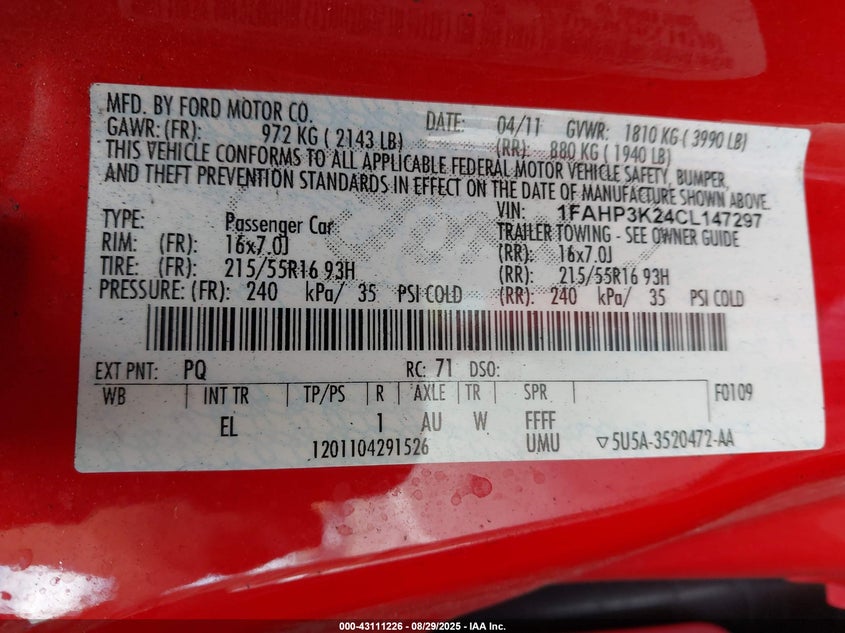 MFD. BY FORD MOTOR CO. DATE: 04/11 GVWR: 1810 KG ( 3990 LB)
GAWR: (FR): 972 KG ( 2143 LB) (RR): 880 KG ( 1940 LB)
THIS VEHICLE CONFORMS TO ALL APPLICABLE FEDERAL MOTOR VEHICLE SAFETY, BUMPER,
AND THEFT PREVENTION STANDARDS IN EFFECT ON THE DATE OF MANUFACTURE SHOWN ABOVE.
VIN: 1FAHP3K24CL147297
TYPE: Passenger Car TRAILER TOWING - SEE OWNER GUIDE
RIM: (FR): 16x7.0J (RR): 16x7.0J
TIRE: (FR): 215/55R16 93H (RR): 215/55R16 93H
PRESSURE: (FR): 240 kPa/ 35 PSI COLD (RR): 240 kPa/ 35 PSI COLD
EXT PNT: PQ RC: 71 DSO:
WB INT TR TP/PS R AXLE TR SPR F0109
EL 1 AU W FFFF
1201104291526 UMU ▽5U5A-3520472-AA
000-43111226 - 08/29/2025 - IAA Inc.